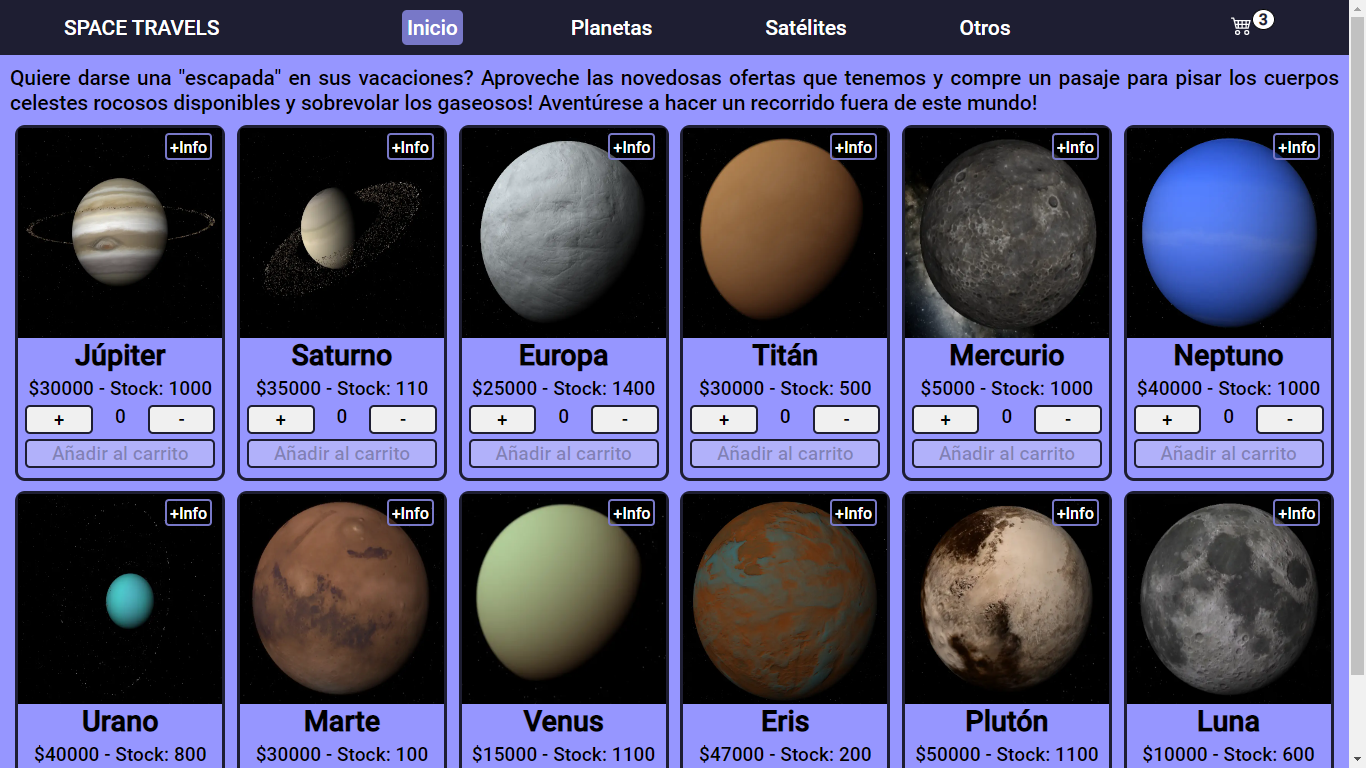 SPACE TRAVELS Inicio Planetas Satélites Otros 3
Quiere darse una "escapada" en sus vacaciones? Aproveche las novedosas ofertas que tenemos y compre un pasaje para pisar los cuerpos
celestes rocosos disponibles y sobrevolar los gaseosos! Aventúrese a hacer un recorrido fuera de este mundo!
+Info +Info +Info +Info +Info +Info
Júpiter Saturno Europa Titán Mercurio Neptuno
$30000 - Stock: 1000 $35000 - Stock: 110 $25000 - Stock: 1400 $30000 - Stock: 500 $5000 - Stock: 1000 $40000 - Stock: 1000
+ 0 - + 0 - + 0 - + 0 - + 0 - + 0 -
Añadir al carrito Añadir al carrito Añadir al carrito Añadir al carrito Añadir al carrito Añadir al carrito
+Info +Info +Info +Info +Info +Info
Urano Marte Venus Eris Plutón Luna
$40000 - Stock: 800 $30000 - Stock: 100 $15000 - Stock: 1100 $47000 - Stock: 200 $50000 - Stock: 1100 $10000 - Stock: 600